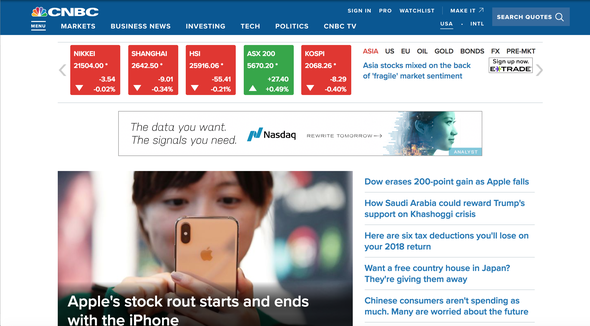 CNBC
SIGN IN PRO WATCHLIST MAKE IT ↗
MENU MARKETS BUSINESS NEWS INVESTING TECH POLITICS CNBC TV
USA • INTL
SEARCH QUOTES
NIKKEI
21504.00 *
-3.54
-0.02%
SHANGHAI
2642.50 *
-9.01
-0.34%
HSI
25916.06 *
-55.41
-0.21%
ASX 200
5670.20 *
+27.40
+0.49%
KOSPI
2068.26 *
-8.29
-0.40%
ASIA US EU OIL GOLD BONDS FX PRE-MKT
Asia stocks mixed on the back
of 'fragile' market sentiment
Sign up now.
E*TRADE
The data you want.
The signals you need.
Nasdaq
REWRITE TOMORROW
ANALYST
Apple's stock rout starts and ends
with the iPhone
Dow erases 200-point gain as Apple falls
How Saudi Arabia could reward Trump's
support on Khashoggi crisis
Here are six tax deductions you'll lose on
your 2018 return
Want a free country house in Japan?
They're giving them away
Chinese consumers aren't spending as
much. Many are worried about the future